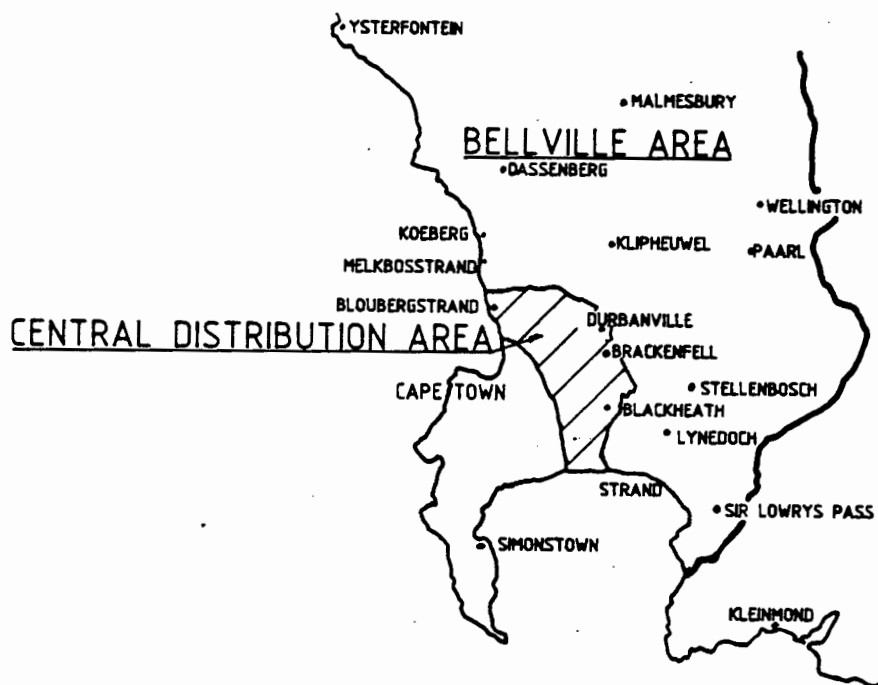 YSTERFONTEIN
MALMESBURY
BELLVILLE AREA
DASSENBERG
WELLINGTON
KOEBERG
KLIPHEUWEL
PAARL
MELKBOSSTRAND
BLOUBERGSTRAND
DURBANVILLE
CENTRAL DISTRIBUTION AREA
BRACKENFELL
CAPE TOWN
STELLENBOSCH
BLACKHEATH
LYNEDOCH
STRAND
SIR LOWRYS PASS
SIMONSTOWN
KLEINMOND